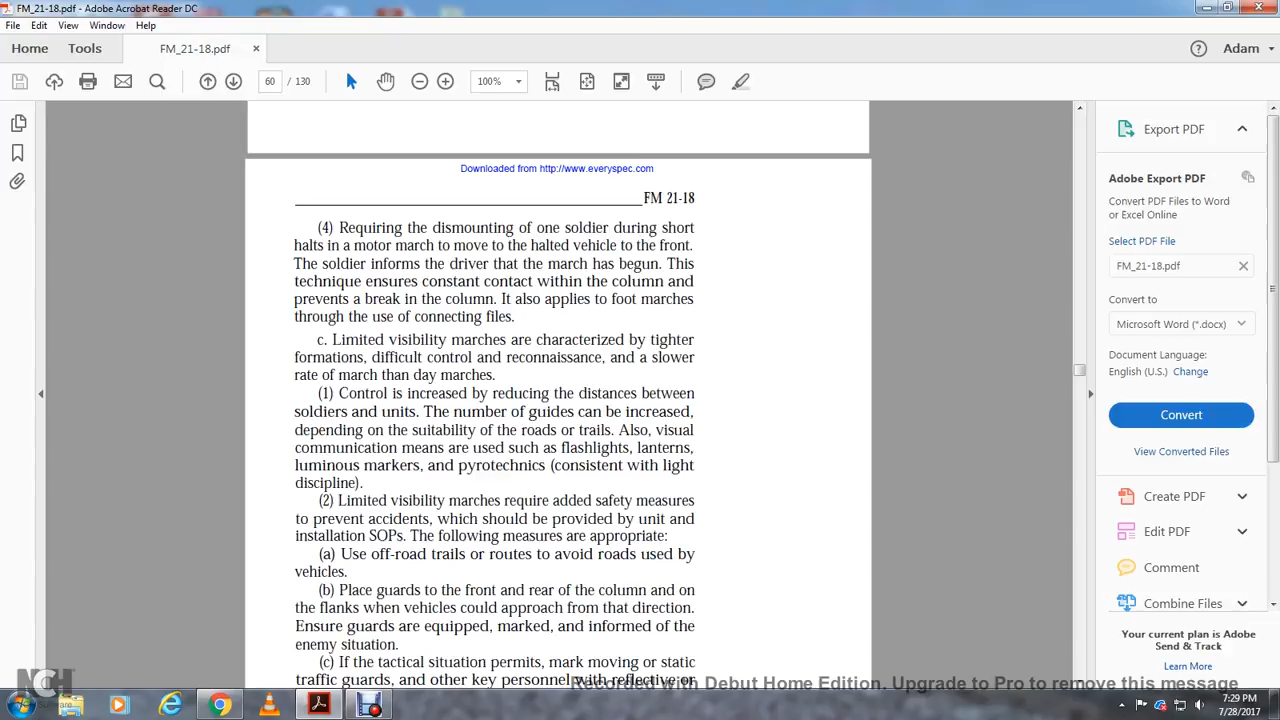 FM_21-18.pdf - Adobe Acrobat Reader DC
File Edit View Window Help
Home Tools FM_21-18.pdf × Adam
60 / 130 100%
Downloaded from http://www.everyspec.com
FM 21-18
(4) Requiring the dismounting of one soldier during short
halts in a motor march to move to the halted vehicle to the front.
The soldier informs the driver that the march has begun. This
technique ensures constant contact within the column and
prevents a break in the column. It also applies to foot marches
through the use of connecting files.
c. Limited visibility marches are characterized by tighter
formations, difficult control and reconnaissance, and a slower
rate of march than day marches.
(1) Control is increased by reducing the distances between
soldiers and units. The number of guides can be increased,
depending on the suitability of the roads or trails. Also, visual
communication means are used such as flashlights, lanterns,
luminous markers, and pyrotechnics (consistent with light
discipline).
(2) Limited visibility marches require added safety measures
to prevent accidents, which should be provided by unit and
installation SOPs. The following measures are appropriate:
(a) Use off-road trails or routes to avoid roads used by
vehicles.
(b) Place guards to the front and rear of the column and on
the flanks when vehicles could approach from that direction.
Ensure guards are equipped, marked, and informed of the
enemy situation.
(c) If the tactical situation permits, mark moving or static
traffic guards, and other key personnel with reflective or
Export PDF
Adobe Export PDF
Convert PDF Files to Word
or Excel Online
Select PDF File
FM_21-18.pdf
Convert to
Microsoft Word (*.docx)
Document Language:
English (U.S.) Change
Convert
View Converted Files
Create PDF
Edit PDF
Comment
Combine Files
Your current plan is Adobe
Send & Track
Learn More
NCH
Software
Recorded with Debut Home Edition. Upgrade to Pro to remove this message
7:29 PM
7/28/2017